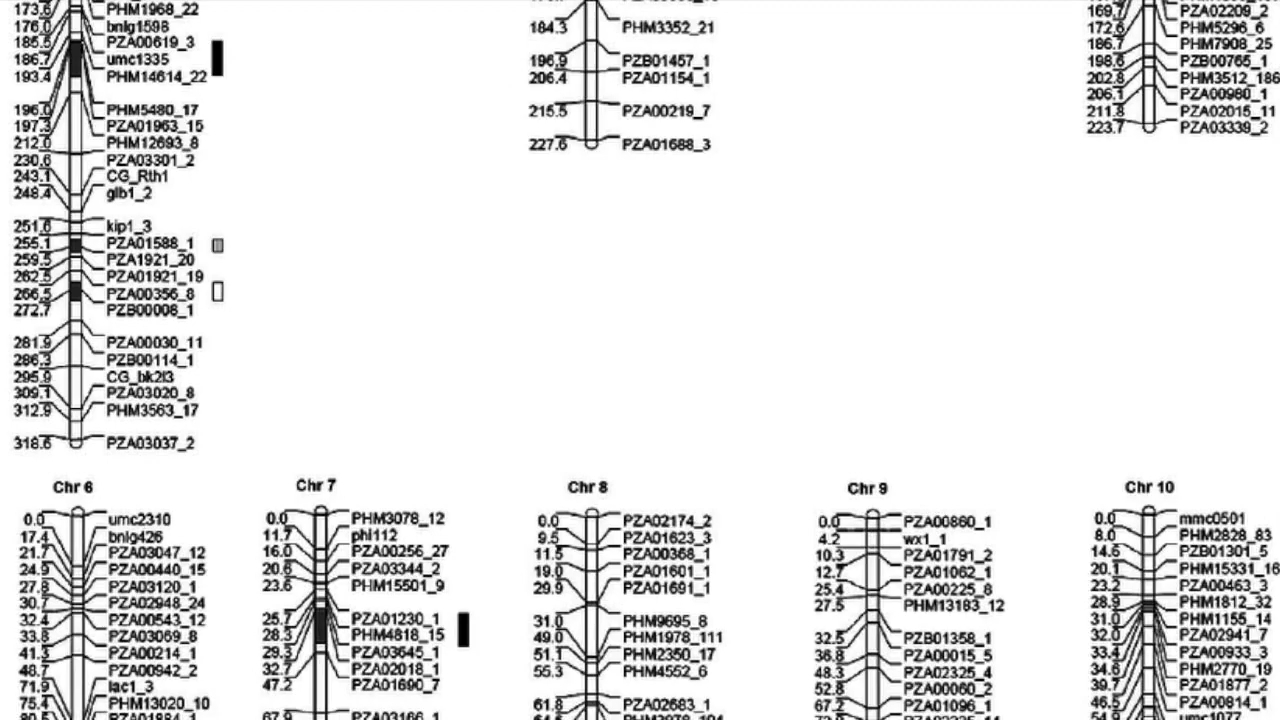 173.6 PHM1968_22
176.0 bnlg1598
185.5 PZA00619_3
186.7 umc1335
193.4 PHM14614_22
196.0 PHM5480_17
197.3 PZA01963_15
212.0 PHM12693_8
230.6 PZA03301_2
243.1 CG_Rth1
248.4 glb1_2
251.6 kip1_3
255.1 PZA01588_1
259.5 PZA1921_20
262.5 PZA01921_19
266.5 PZA00356_8
272.7 PZB00008_1
281.9 PZA00030_11
286.3 PZB00114_1
295.9 CG_bk2l3
309.1 PZA03020_8
312.9 PHM3563_17
318.6 PZA03037_2
184.3 PHM3352_21
196.9 PZB01457_1
206.4 PZA01154_1
215.5 PZA00219_7
227.6 PZA01688_3
169.7 PZA02209_2
172.6 PHM5296_6
186.7 PHM7908_25
198.6 PZB00765_1
202.8 PHM3512_186
206.1 PZA00980_1
211.8 PZA02015_11
223.7 PZA03339_2
Chr 6
0.0 umc2310
17.4 bnlg426
21.7 PZA03047_12
24.9 PZA00440_15
27.8 PZA03120_1
30.7 PZA02948_24
32.4 PZA00543_12
33.8 PZA03069_8
41.3 PZA00214_1
48.7 PZA00942_2
71.9 lac1_3
75.4 PHM13020_10
80.5 PZA01884_1
Chr 7
0.0 PHM3078_12
11.7 phi112
16.0 PZA00256_27
20.6 PZA03344_2
23.6 PHM15501_9
25.7 PZA01230_1
28.3 PHM4818_15
29.3 PZA03645_1
32.7 PZA02018_1
47.2 PZA01690_7
67.9 PZA03166_1
Chr 8
0.0 PZA02174_2
9.5 PZA01623_3
11.5 PZA00368_1
19.0 PZA01601_1
29.9 PZA01691_1
31.0 PHM9695_8
49.0 PHM1978_111
51.1 PHM2350_17
55.3 PHM4552_6
61.8 PZA02683_1
Chr 9
0.0 PZA00860_1
4.2 wx1_1
10.3 PZA01791_2
12.7 PZA01062_1
25.4 PZA00225_8
27.5 PHM13183_12
32.5 PZB01358_1
36.8 PZA00015_5
48.3 PZA02325_4
52.8 PZA00060_2
67.2 PZA01096_1
Chr 10
0.0 mmc0501
8.0 PHM2828_83
14.6 PZB01301_5
20.1 PHM15331_16
23.2 PZA00463_3
28.9 PHM1812_32
31.0 PHM1155_14
32.0 PZA02941_7
33.4 PZA00933_3
34.6 PHM2770_19
39.7 PZA01877_2
46.5 PZA00814_1
54.9 umc1077